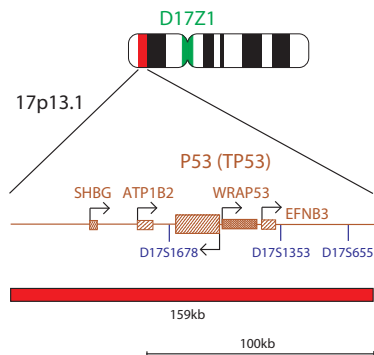 D17Z1
17p13.1
P53 (TP53)
SHBG ATP1B2 WRAP53
EFNB3
D17S1678 D17S1353 D17S655
159kb
100kb